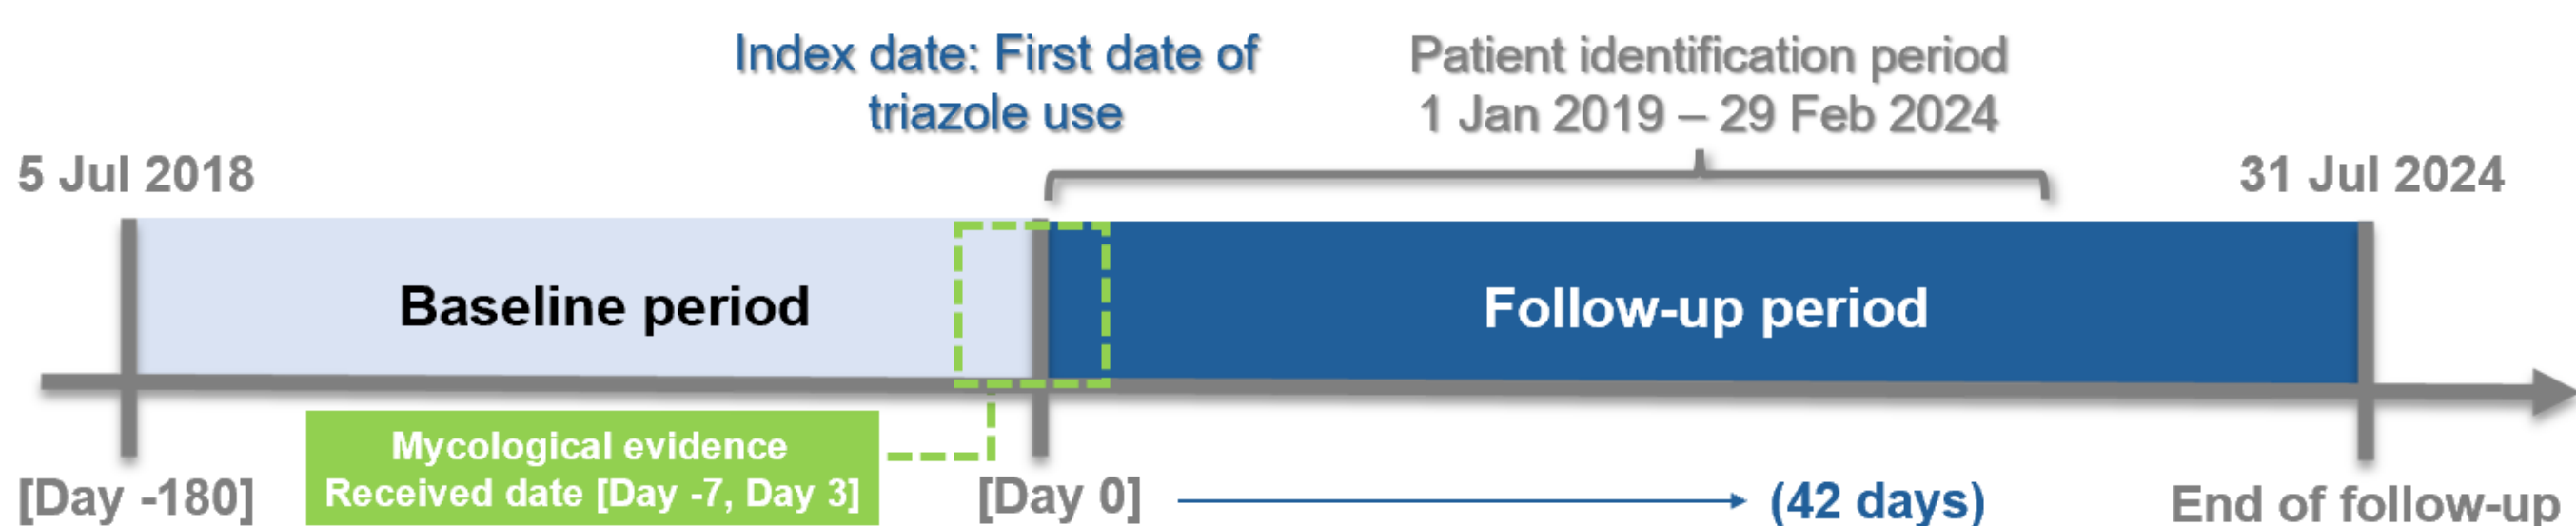 Index date: First date of
triazole use
Patient identification period
1 Jan 2019 – 29 Feb 2024
5 Jul 2018
31 Jul 2024
Baseline period
Follow-up period
Mycological evidence
Received date [Day -7, Day 3]
[Day -180]
[Day 0]
(42 days)
End of follow-up